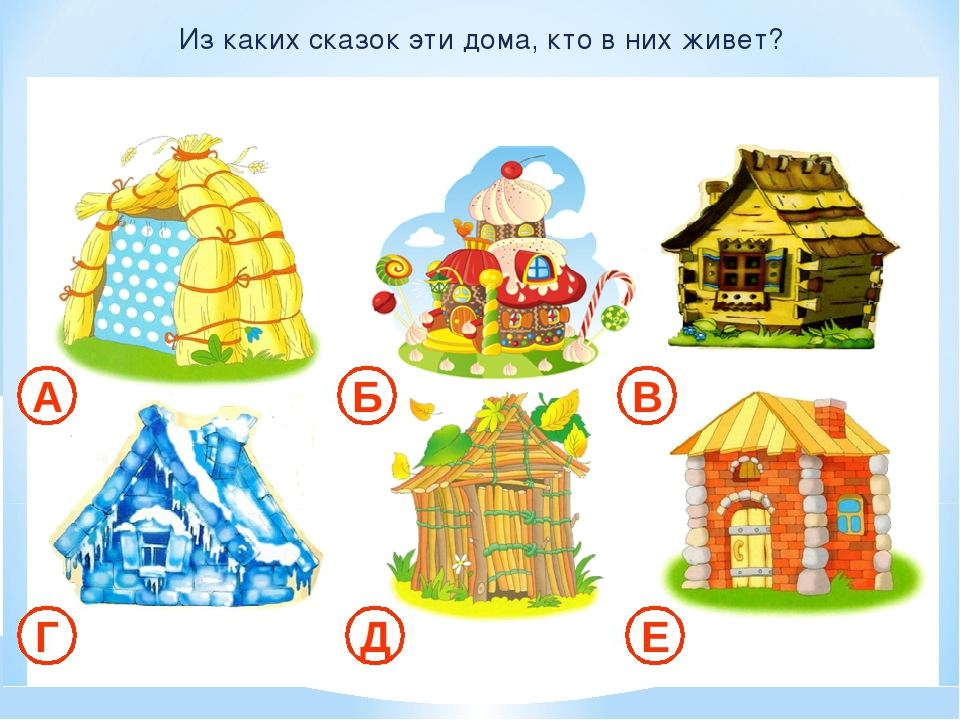 Из каких сказок эти дома, кто в них живет?
А
Б
В
Г
Д
Е